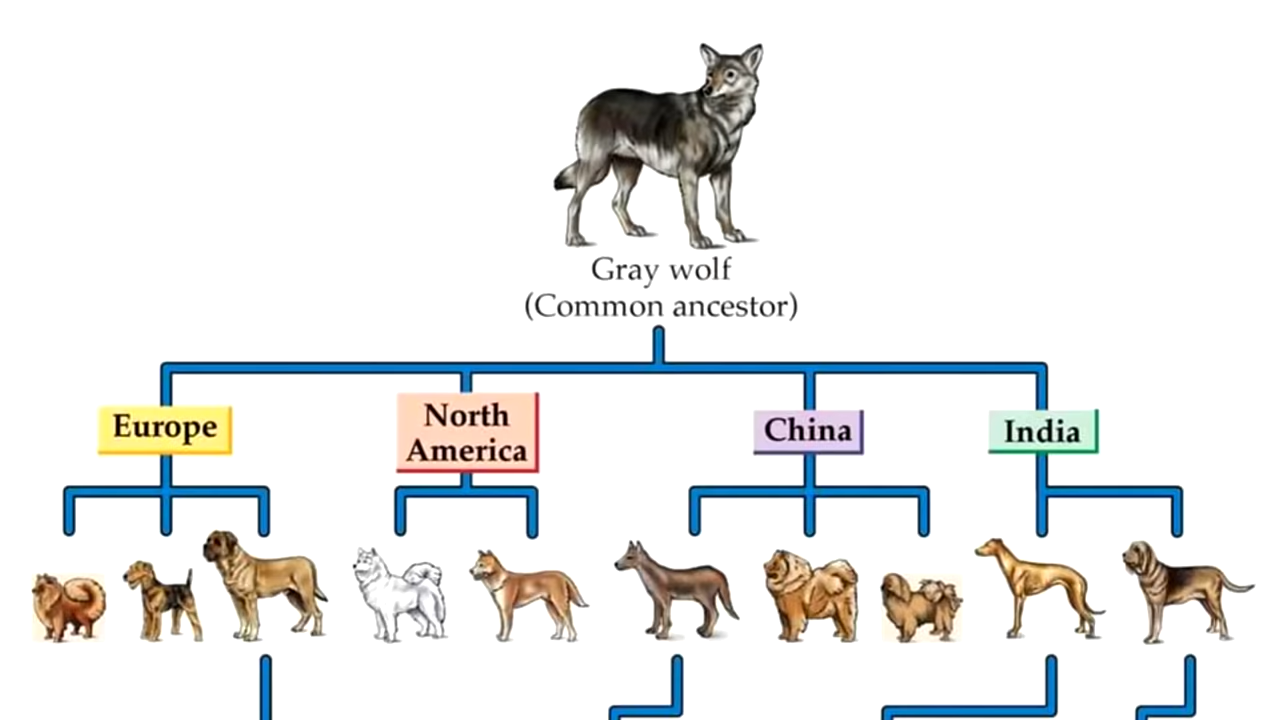 Gray wolf
(Common ancestor)
Europe
North
America
China
India